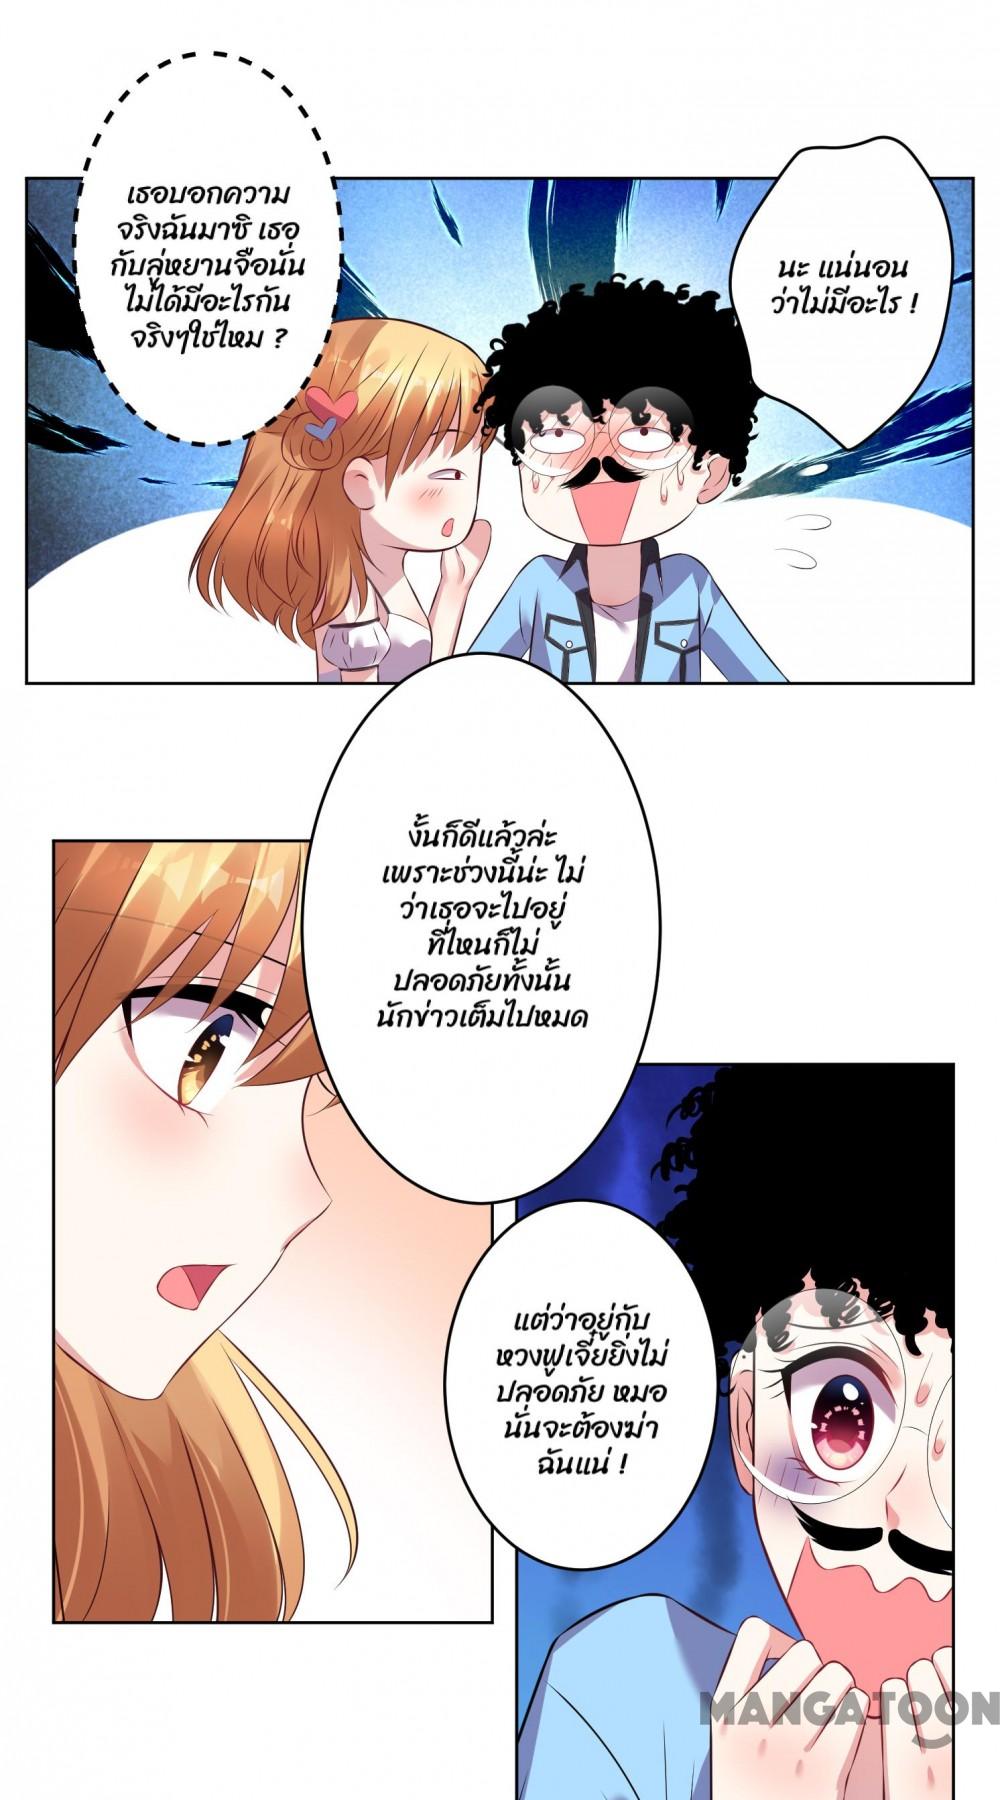 เธอบอกความ
จริงฉันมาซิ เธอ
กับลู่หยานจือนั่น
ไม่ได้มีอะไรกัน
จริงๆใช่ไหม ?
นะ แน่นอน
ว่าไม่มีอะไร !
งั้นก็ดีแล้วล่ะ
เพราะช่วงนี้น่ะ ไม่
ว่าเธอจะไปอยู่
ที่ไหนก็ไม่
ปลอดภัยทั้งนั้น
นักข่าวเต็มไปหมด
แต่ว่าอยู่กับ
หวงฟูเจี๋ยยิ่งไม่
ปลอดภัย หมอ
นั่นจะต้องฆ่า
ฉันแน่ !
MANGATOON